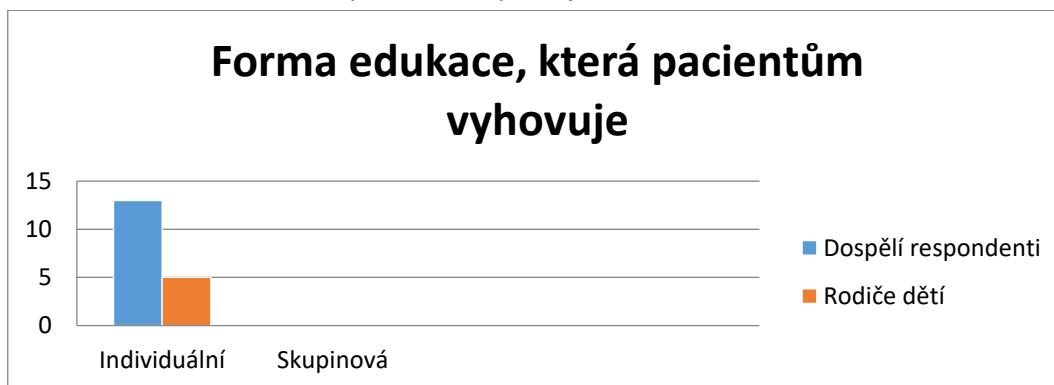 Forma edukace, která pacientům
vyhovuje
15
10
5
0
Individuální
Skupinová
Dospělí respondenti
Rodiče dětí